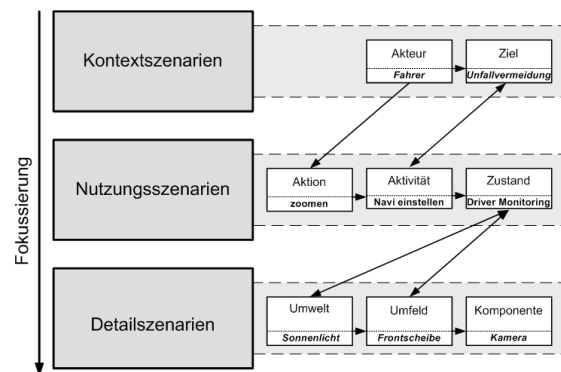 Fokussierung
Kontextszenarien
Akteur
Fahrer
Ziel
Unfallvermeidung
Nutzungsszenarien
Aktion
zoomen
Aktivität
Navi einstellen
Zustand
Driver Monitoring
Detailszenarien
Umwelt
Sonnenlicht
Umfeld
Frontscheibe
Komponente
Kamera